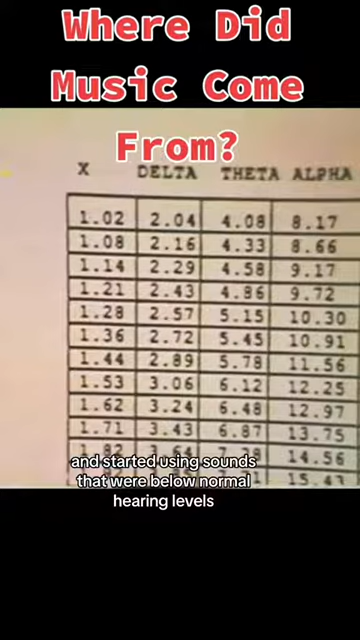 Where Did
Music Come
From?
X DELTA THETA ALPHA
1.02 2.04 4.08 8.17
1.08 2.16 4.33 8.66
1.14 2.29 4.58 9.17
1.21 2.43 4.86 9.72
1.28 2.57 5.15 10.30
1.36 2.72 5.45 10.91
1.44 2.89 5.78 11.56
1.53 3.06 6.12 12.25
1.62 3.24 6.48 12.97
1.71 3.43 6.87 13.75
1.82 3.64 14.56
15.43
and started using sounds
that were below normal
hearing levels